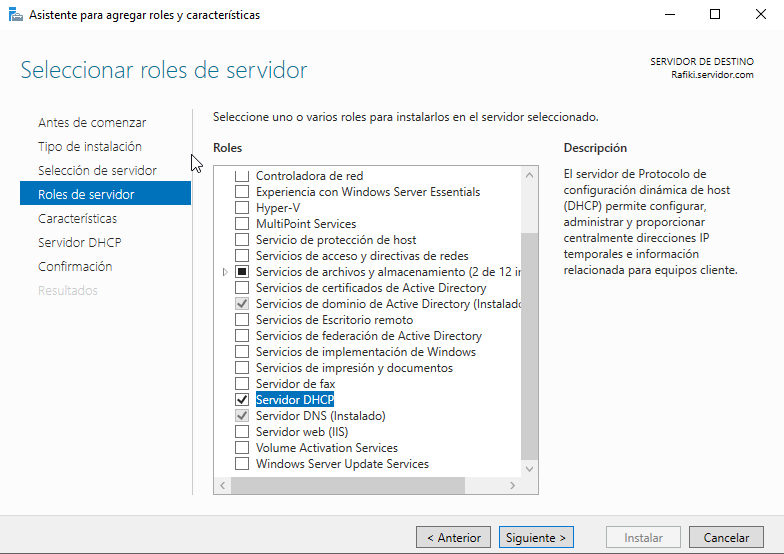 Asistente para agregar roles y características
Seleccionar roles de servidor
SERVIDOR DE DESTINO
Rafiki.servidor.com
Antes de comenzar
Tipo de instalación
Selección de servidor
Roles de servidor
Características
Servidor DHCP
Confirmación
Resultados
Seleccione uno o varios roles para instalarlos en el servidor seleccionado.
Roles
Controladora de red
Experiencia con Windows Server Essentials
Hyper-V
MultiPoint Services
Servicio de protección de host
Servicios de acceso y directivas de redes
Servicios de archivos y almacenamiento (2 de 12 in
Servicios de certificados de Active Directory
Servicios de dominio de Active Directory (Instalado
Servicios de Escritorio remoto
Servicios de federación de Active Directory
Servicios de implementación de Windows
Servicios de impresión y documentos
Servidor de fax
Servidor DHCP
Servidor DNS (Instalado)
Servidor web (IIS)
Volume Activation Services
Windows Server Update Services
Descripción
El servidor de Protocolo de
configuración dinámica de host
(DHCP) permite configurar,
administrar y proporcionar
centralmente direcciones IP
temporales e información
relacionada para equipos cliente.
< Anterior
Siguiente >
Instalar
Cancelar